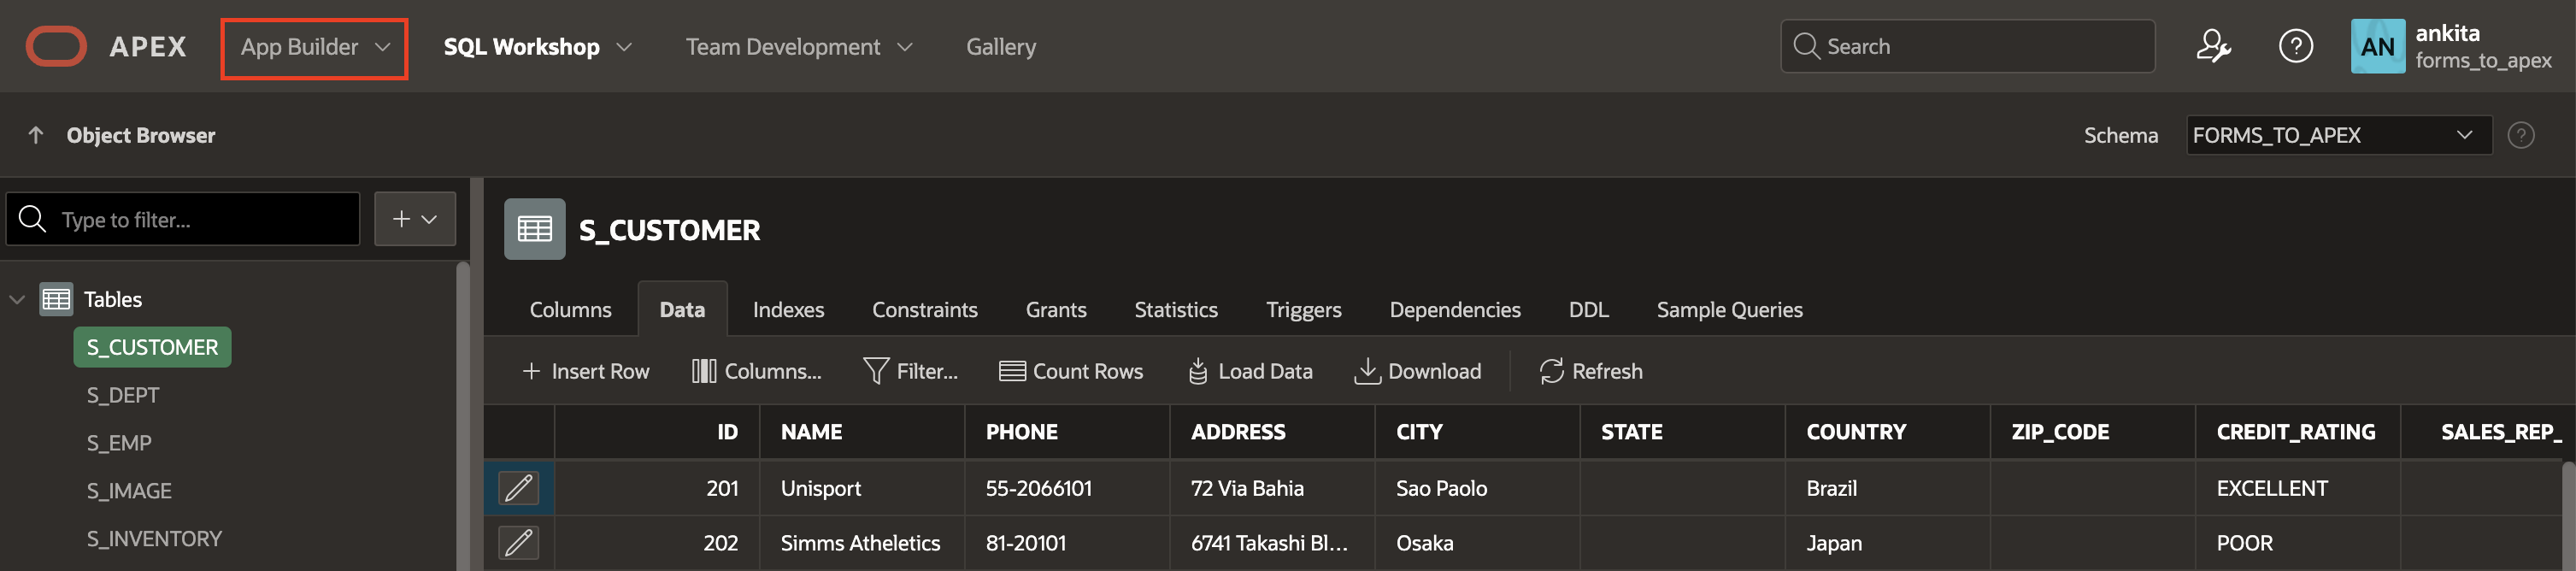 APEX App Builder SQL Workshop Team Development Gallery Search AN ankita
forms_to_apex
Object Browser Schema FORMS_TO_APEX
Type to filter...
S_CUSTOMER
Tables
S_CUSTOMER
S_DEPT
S_EMP
S_IMAGE
S_INVENTORY
Columns Data Indexes Constraints Grants Statistics Triggers Dependencies DDL Sample Queries
Insert Row Columns... Filter... Count Rows Load Data Download Refresh
ID NAME PHONE ADDRESS CITY STATE COUNTRY ZIP_CODE CREDIT_RATING SALES_REP_
201 Unisport 55-2066101 72 Via Bahia Sao Paolo Brazil EXCELLENT
202 Simms Atheletics 81-20101 6741 Takashi Bl... Osaka Japan POOR